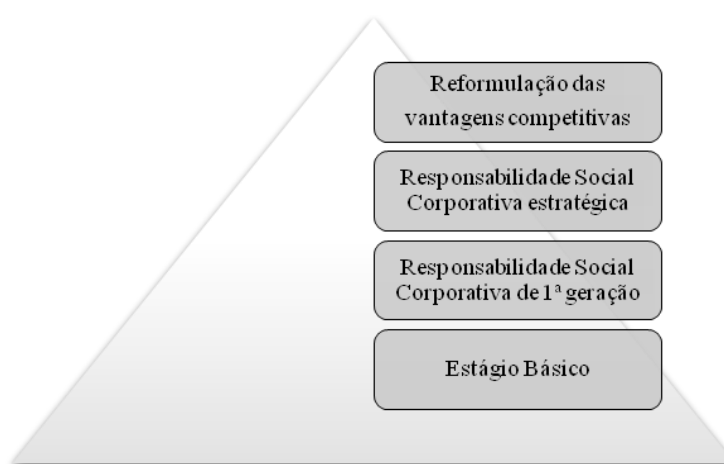 Reformulação das
vantagens competitivas
Responsabilidade Social
Corporativa estratégica
Responsabilidade Social
Corporativa de 1ª geração
Estágio Básico